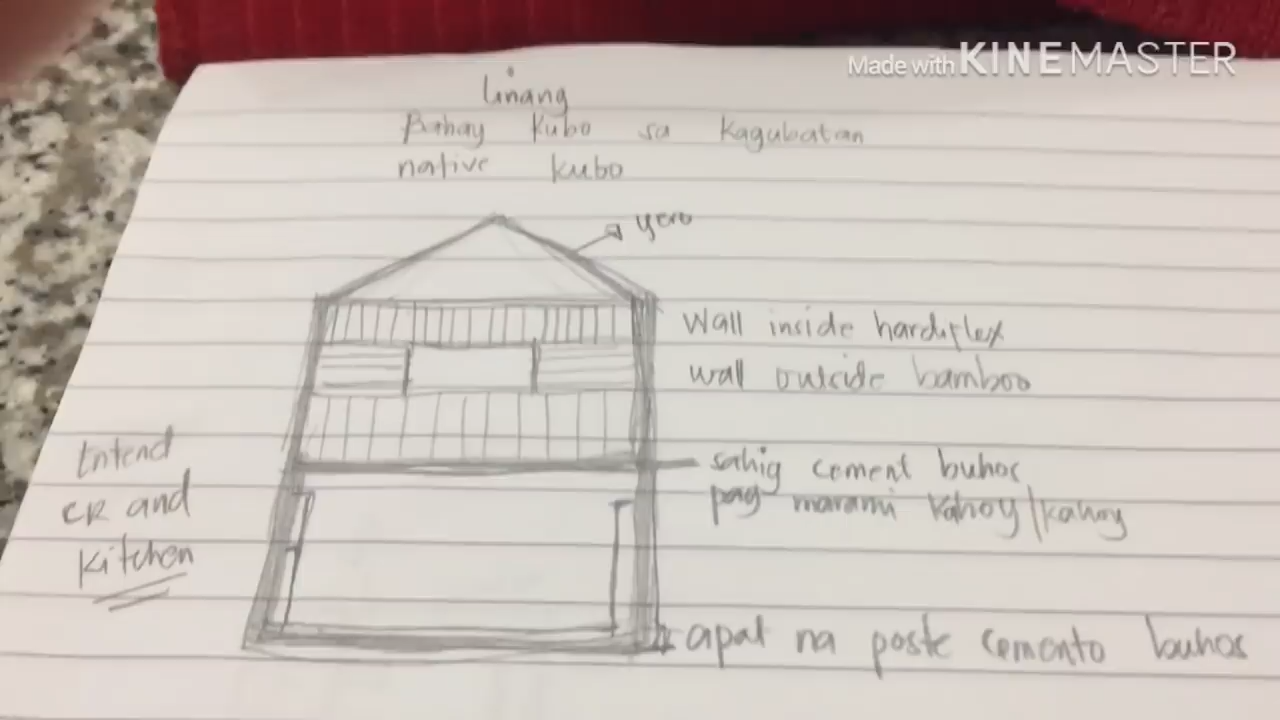 Made with KINEMASTER
Linang
Bahay Kubo sa Kagubatan
native kubo
yero
Wall inside hardiflex
wall outside bamboo
sahig cement buhos
pag marami kahoy/kahoy
Extend
CR and
Kitchen
apat na poste cemento buhos